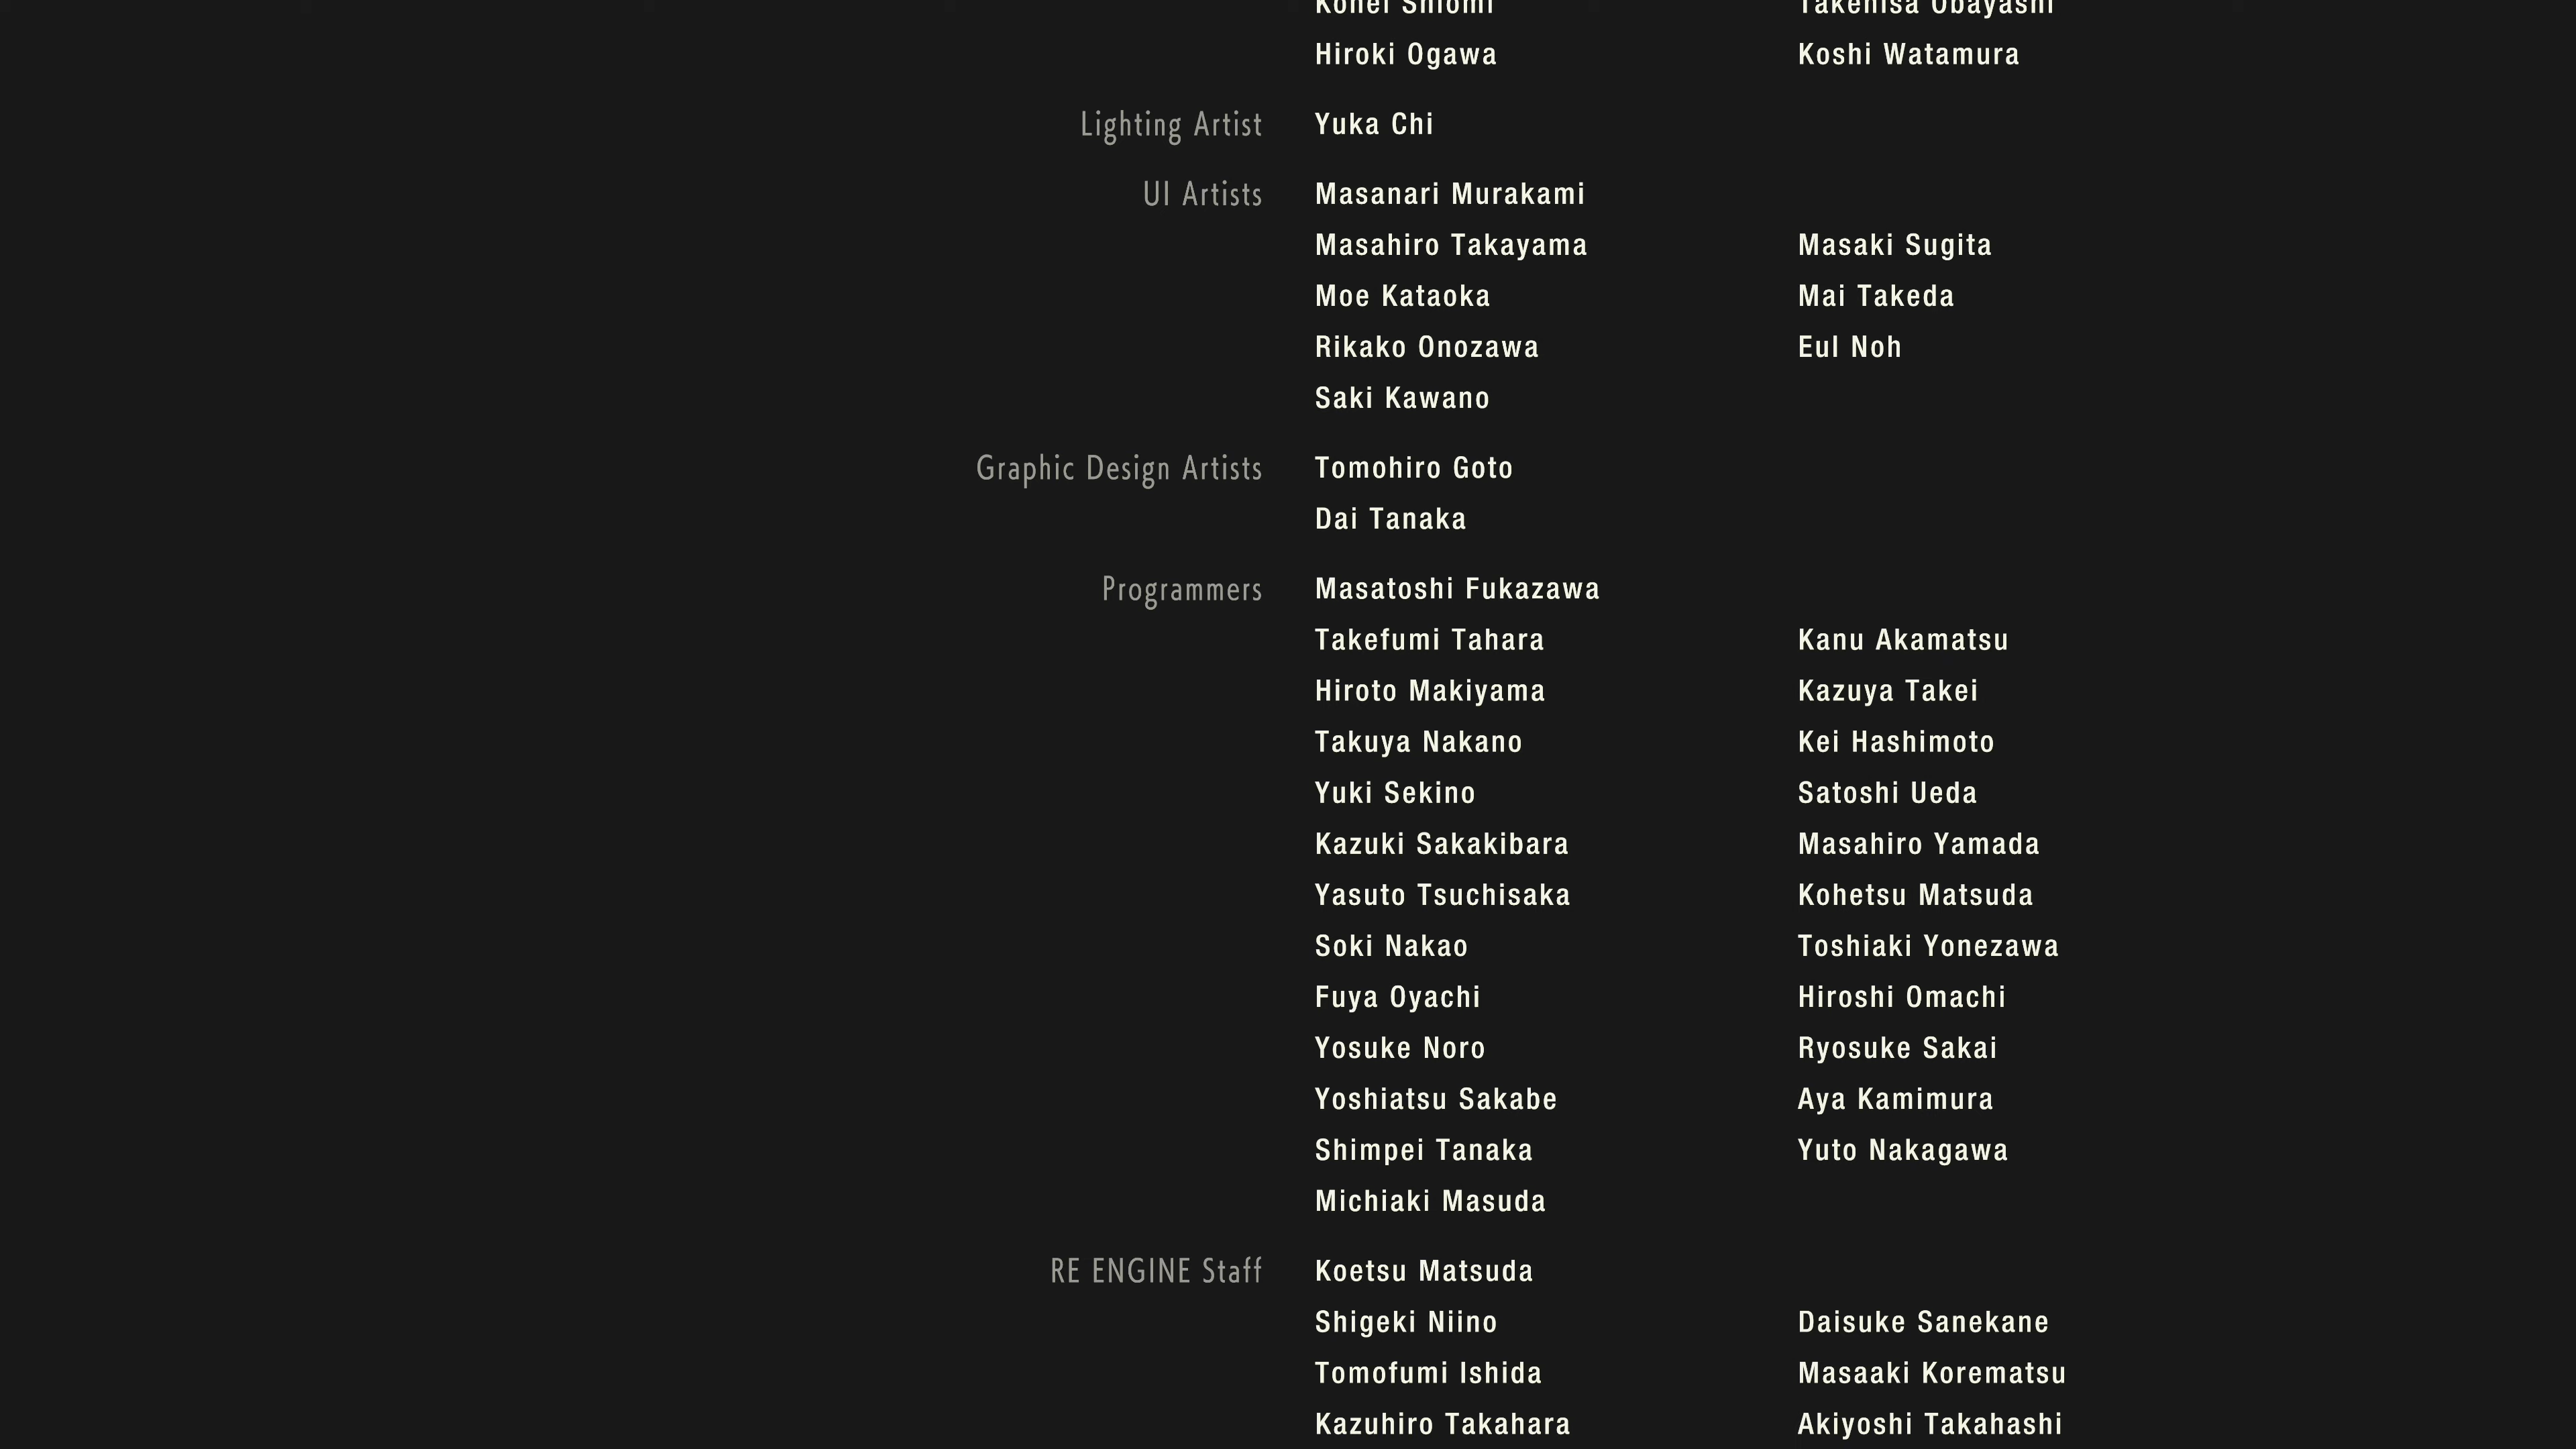 Kohei Shiomi Takehisa Obayashi
Hiroki Ogawa Koshi Watamura
Lighting Artist Yuka Chi
UI Artists Masanari Murakami
Masahiro Takayama Masaki Sugita
Moe Kataoka Mai Takeda
Rikako Onozawa Eul Noh
Saki Kawano
Graphic Design Artists Tomohiro Goto
Dai Tanaka
Programmers Masatoshi Fukazawa
Takefumi Tahara Kanu Akamatsu
Hiroto Makiyama Kazuya Takei
Takuya Nakano Kei Hashimoto
Yuki Sekino Satoshi Ueda
Kazuki Sakakibara Masahiro Yamada
Yasuto Tsuchisaka Kohetsu Matsuda
Soki Nakao Toshiaki Yonezawa
Fuya Oyachi Hiroshi Omachi
Yosuke Noro Ryosuke Sakai
Yoshiatsu Sakabe Aya Kamimura
Shimpei Tanaka Yuto Nakagawa
Michiaki Masuda
RE ENGINE Staff Koetsu Matsuda
Shigeki Niino Daisuke Sanekane
Tomofumi Ishida Masaaki Korematsu
Kazuhiro Takahara Akiyoshi Takahashi